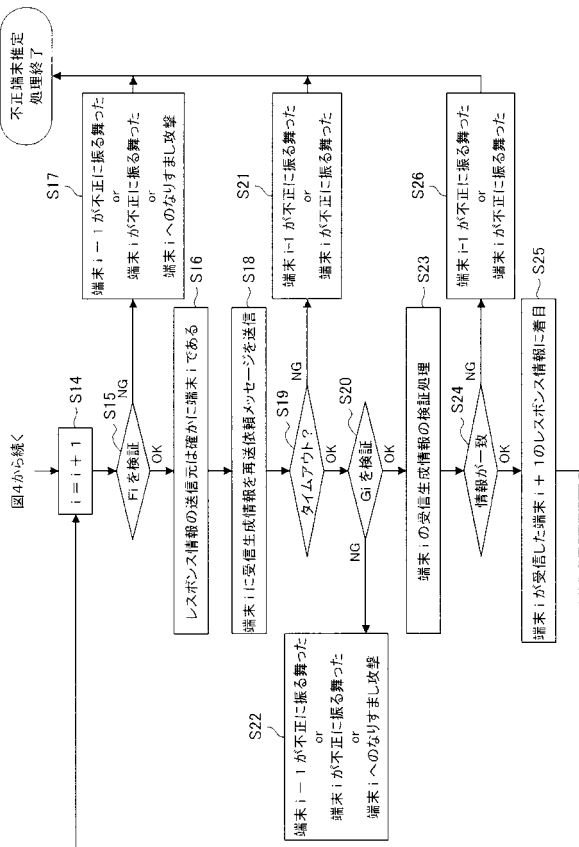 図4から続く
S14
i = i + 1
S15
Fiを検証
NG
OK
S17
端末i－1が不正に振る舞った
or
端末iが不正に振る舞った
or
端末iへのなりすまし攻撃
不正端末推定
処理終了
S16
レスポンス情報の送信元は確かに端末iである
S18
端末iに受信生成情報を再送依頼メッセージを送信
S19
タイムアウト？
NG
OK
S21
端末i-1が不正に振る舞った
or
端末iが不正に振る舞った
S20
Giを検証
NG
OK
S22
端末i－1が不正に振る舞った
or
端末iが不正に振る舞った
or
端末iへのなりすまし攻撃
S23
端末iの受信生成情報の検証処理
S24
情報が一致
NG
OK
S26
端末i-1が不正に振る舞った
or
端末iが不正に振る舞った
S25
端末iが受信した端末i＋1のレスポンス情報に着目